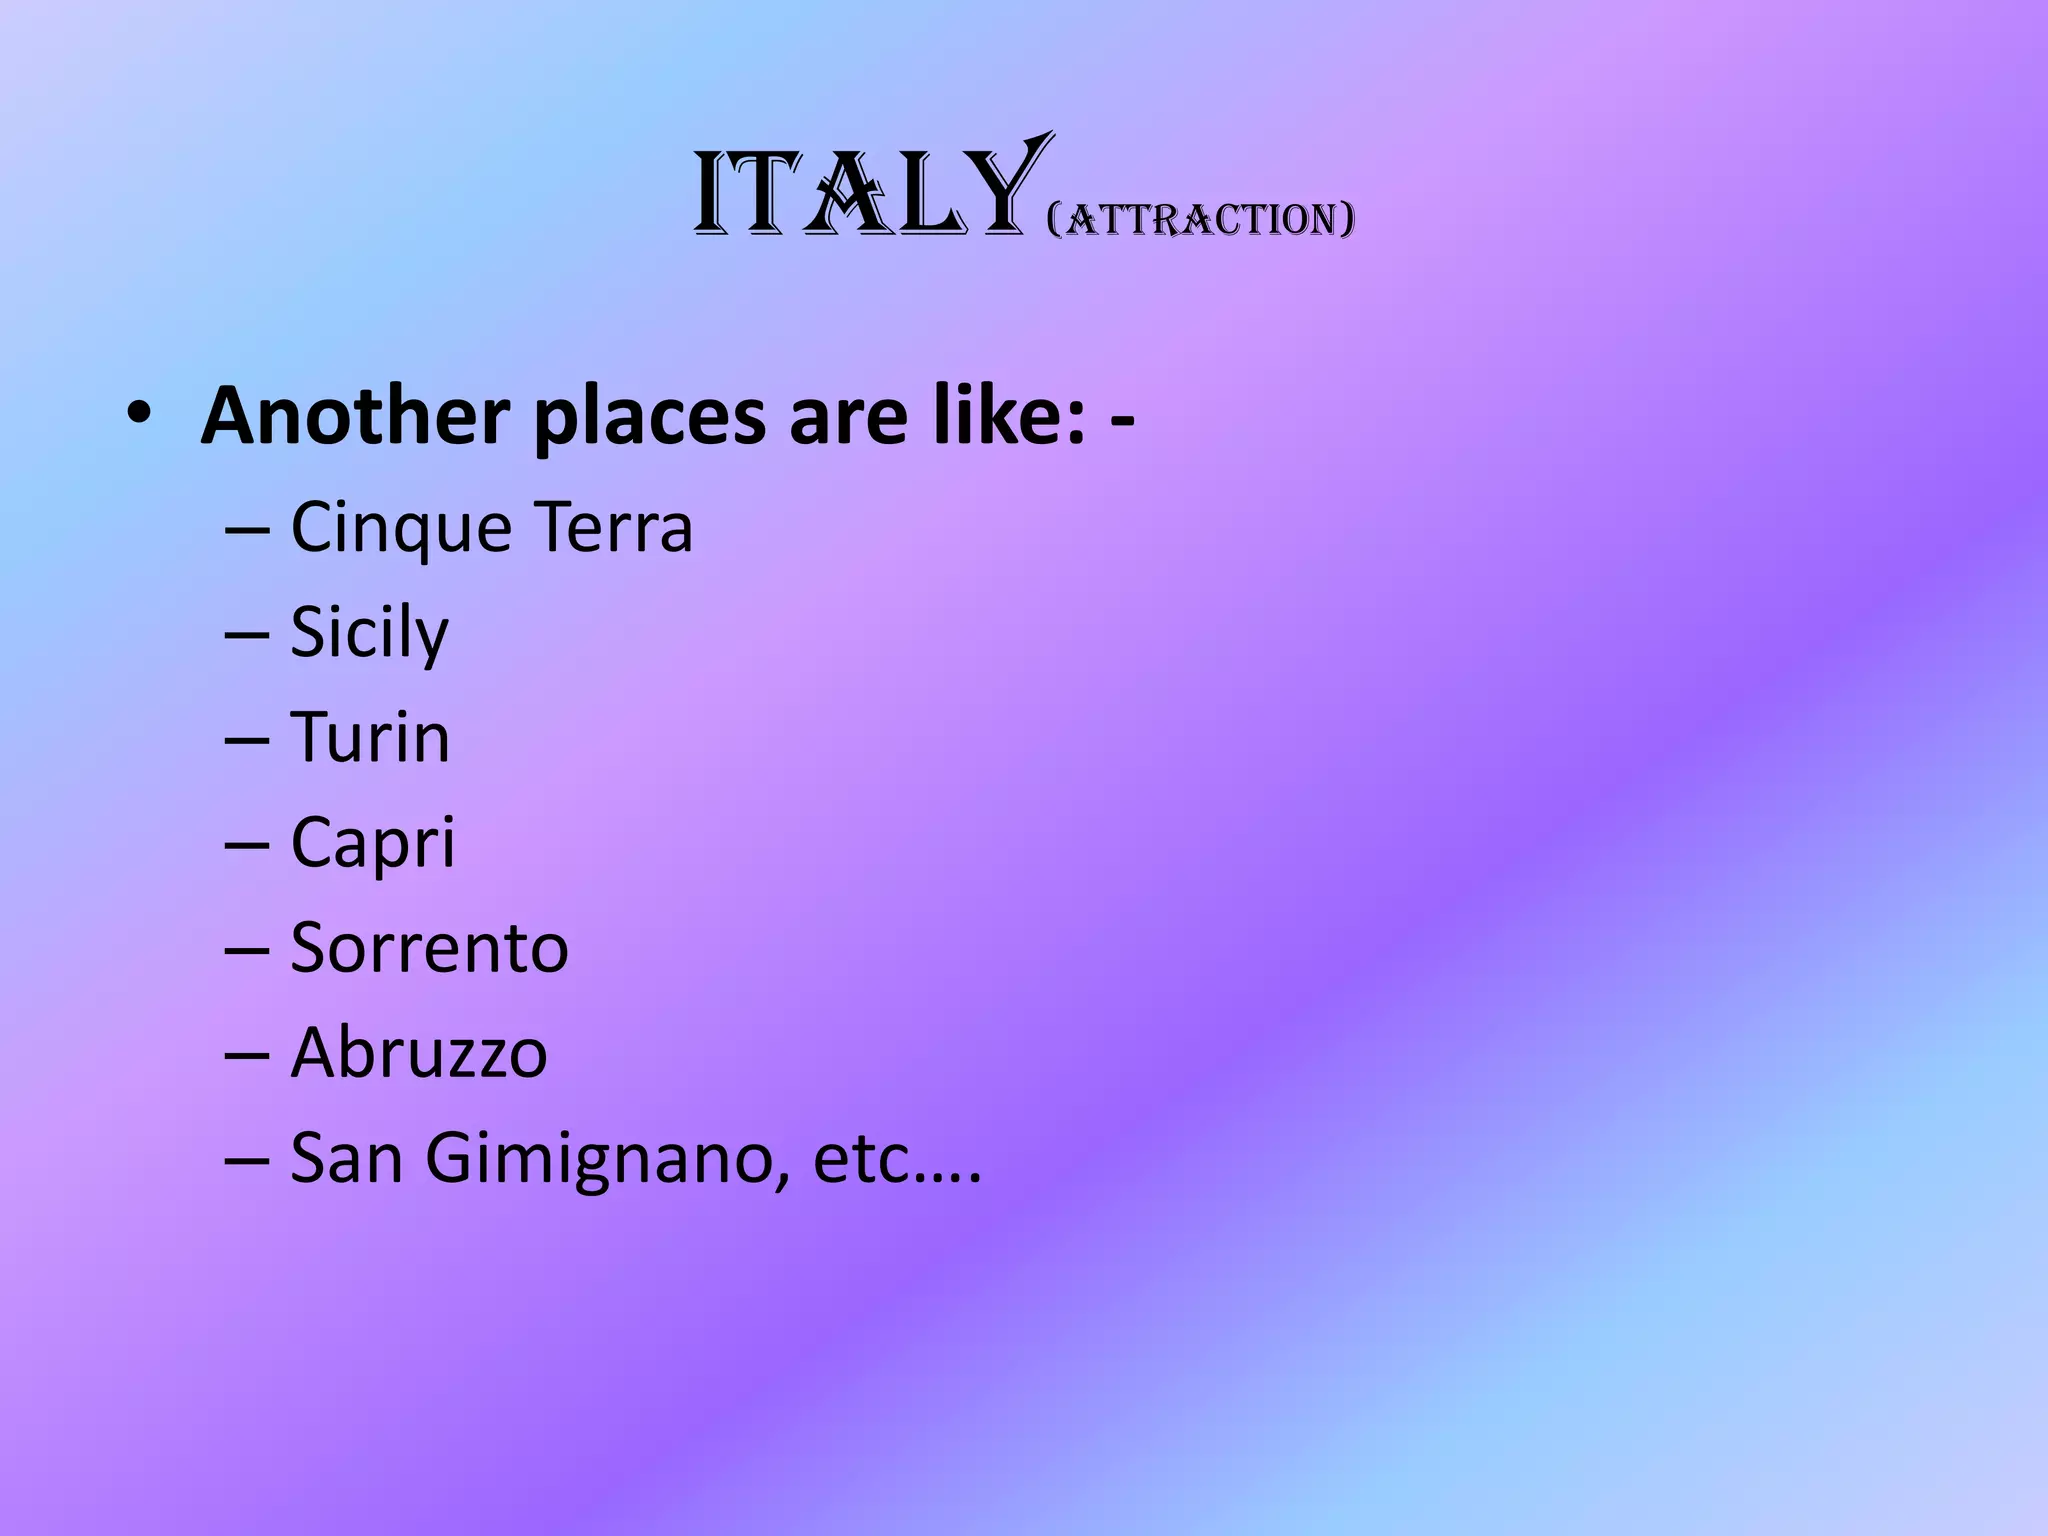 ITALY(ATTRACTION)
• Another places are like: -
– Cinque Terra
– Sicily
– Turin
– Capri
– Sorrento
– Abruzzo
– San Gimignano, etc….